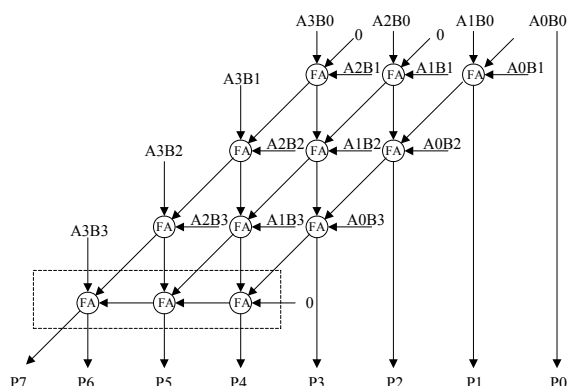 A3B0 A2B0 A1B0 A0B0
0 0
FA A2B1 FA A1B1 FA A0B1
A3B1
FA A2B2 FA A1B2 FA A0B2
A3B2
FA A2B3 FA A1B3 FA A0B3
A3B3
FA FA FA 0
P7 P6 P5 P4 P3 P2 P1 P0